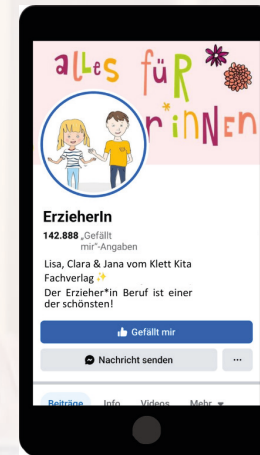 alles für
r*innen
ErzieherIn
142.888 „Gefällt
mir"-Angaben
Lisa, Clara & Jana vom Klett Kita
Fachverlag ✨
Der Erzieher*in Beruf ist einer
der schönsten!
Gefällt mir
Nachricht senden
...
Beiträge Info Videos Mehr